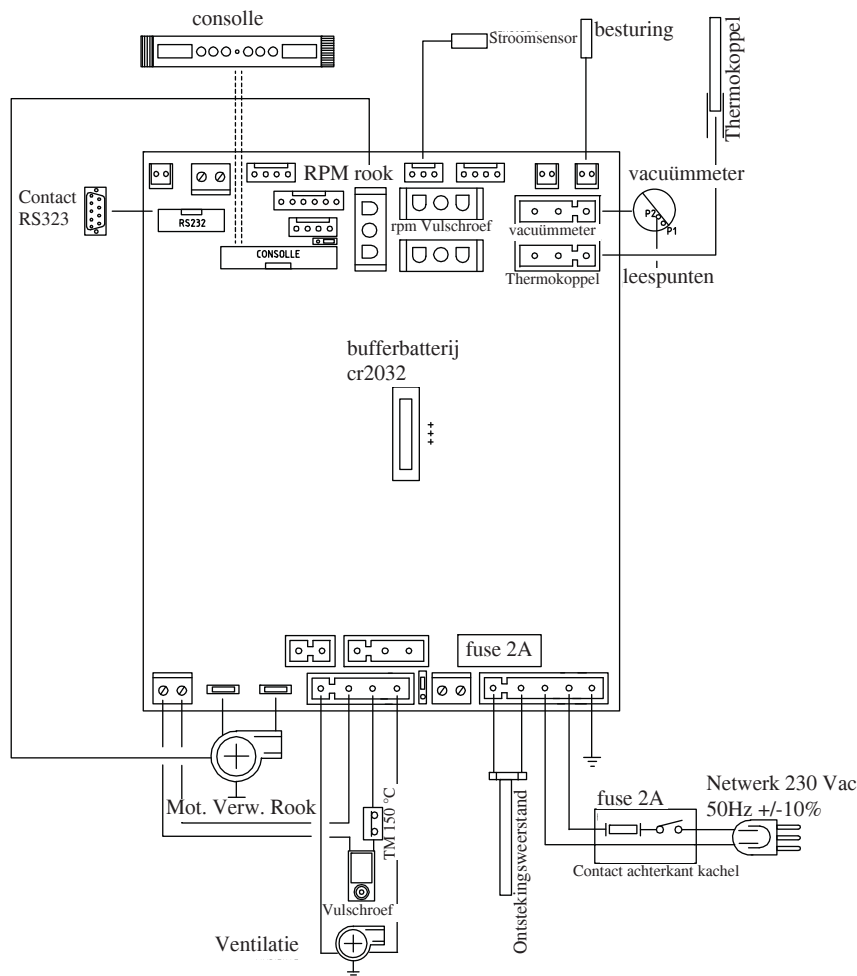 consolle
Stroomsensor
besturing
Thermokoppel
RPM rook
vacuümmeter
Contact
RS323
RS232
rpm Vulschroef
vacuümmeter
P2
P1
CONSOLLE
Thermokoppel
leespunten
bufferbatterij
cr2032
+++
fuse 2A
Mot. Verw. Rook
TM 150 °C
Vulschroef
Ventilatie
Ontstekingsweerstand
fuse 2A
Contact achterkant kachel
Netwerk 230 Vac
50Hz +/-10%